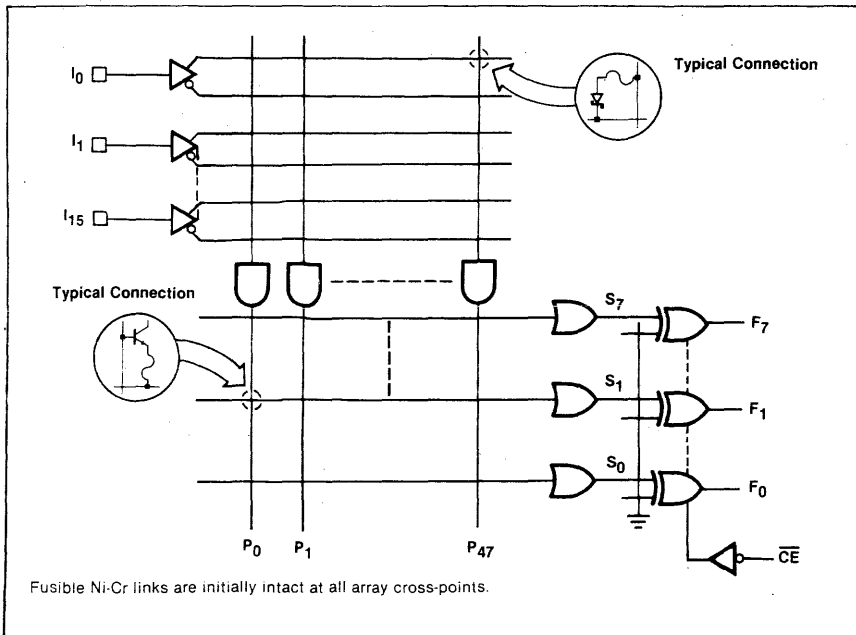 I0
Typical Connection
I1
I15
Typical Connection
S7
F7
S1
F1
S0
F0
P0 P1 P47
CE
Fusible Ni-Cr links are initially intact at all array cross-points.